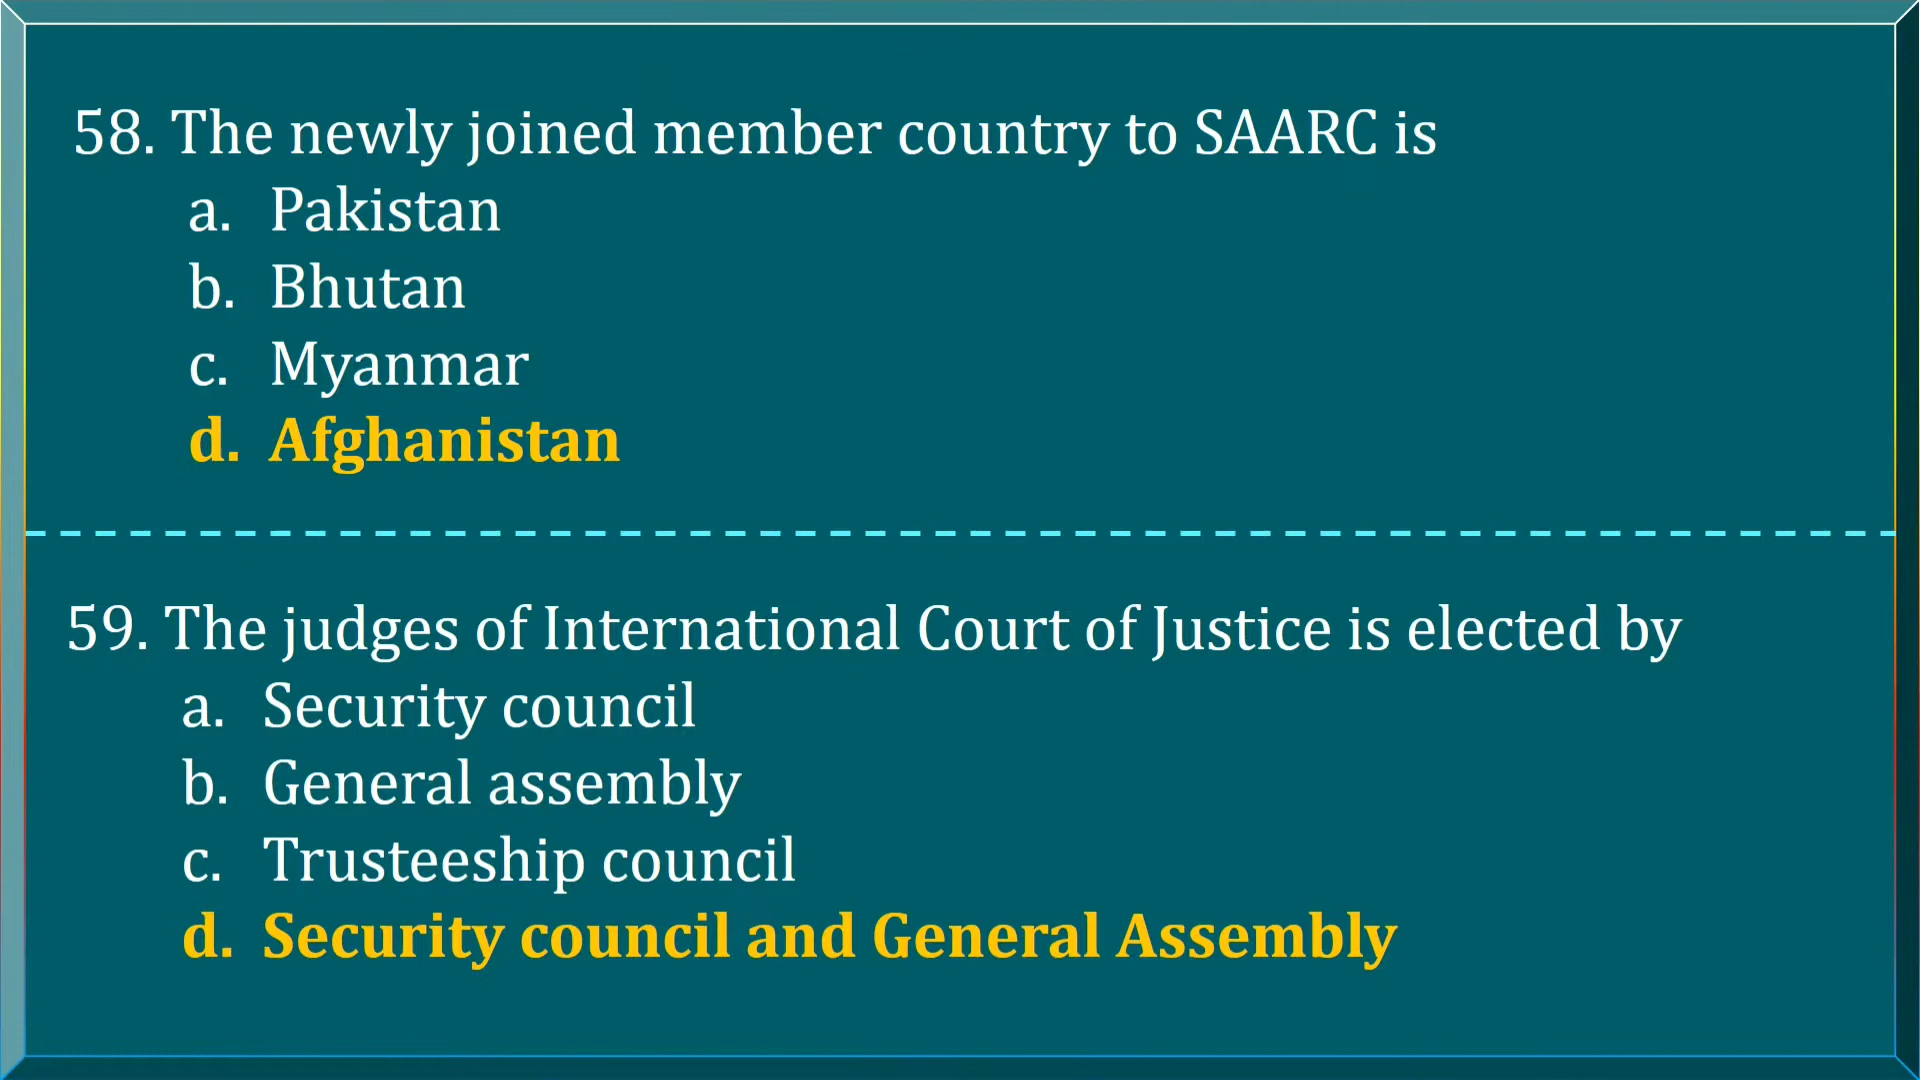 58. The newly joined member country to SAARC is
a. Pakistan
b. Bhutan
c. Myanmar
d. Afghanistan
59. The judges of International Court of Justice is elected by
a. Security council
b. General assembly
c. Trusteeship council
d. Security council and General Assembly